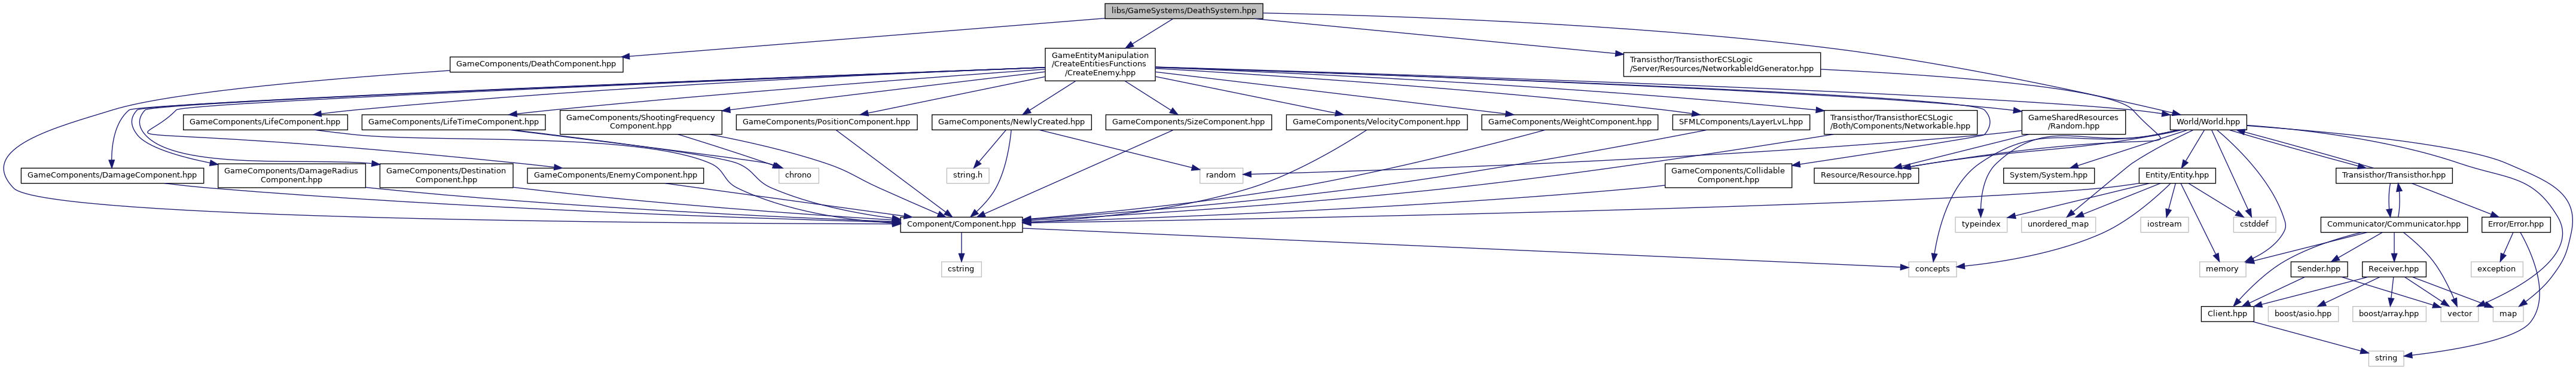 libs/GameSystems/DeathSystem.hpp
GameComponents/DeathComponent.hpp
GameEntityManipulation
/CreateEntitiesFunctions
/CreateEnemy.hpp
Transisthor/TransisthorECSLogic
/Server/Resources/NetworkableIdGenerator.hpp
GameComponents/LifeComponent.hpp
GameComponents/LifeTimeComponent.hpp
GameComponents/ShootingFrequency
Component.hpp
GameComponents/PositionComponent.hpp
GameComponents/NewlyCreated.hpp
GameComponents/SizeComponent.hpp
GameComponents/VelocityComponent.hpp
GameComponents/WeightComponent.hpp
SFMLComponents/LayerLvL.hpp
Transisthor/TransisthorECSLogic
/Both/Components/Networkable.hpp
GameSharedResources
/Random.hpp
World/World.hpp
GameComponents/DamageComponent.hpp
GameComponents/DamageRadius
Component.hpp
GameComponents/Destination
Component.hpp
GameComponents/EnemyComponent.hpp
chrono
string.h
random
GameComponents/Collidable
Component.hpp
Resource/Resource.hpp
System/System.hpp
Entity/Entity.hpp
Transisthor/Transisthor.hpp
Component/Component.hpp
typeindex
unordered_map
iostream
cstddef
Communicator/Communicator.hpp
Error/Error.hpp
cstring
concepts
memory
Sender.hpp
Receiver.hpp
exception
Client.hpp
boost/asio.hpp
boost/array.hpp
vector
map
string